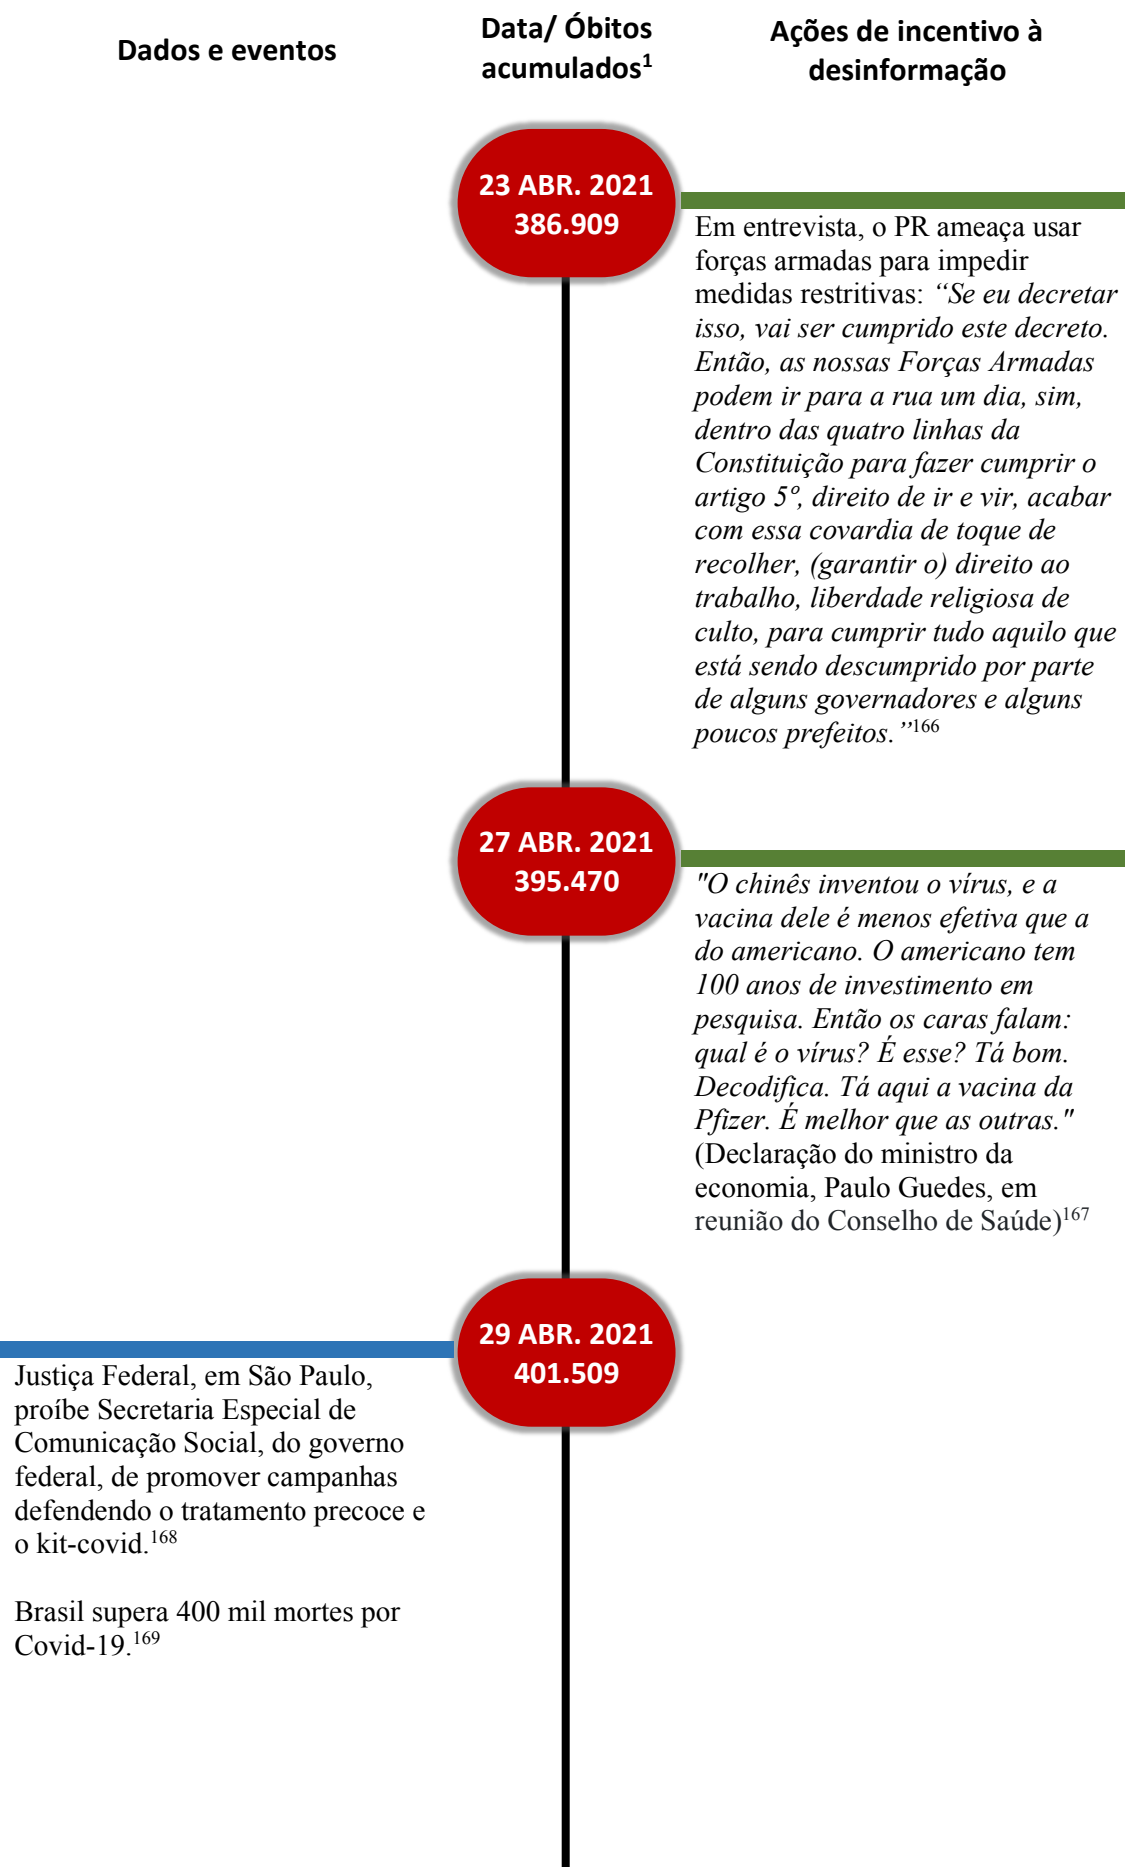 Dados e eventos
Data/ Óbitos
acumulados¹
Ações de incentivo à
desinformação
23 ABR. 2021
386.909
Em entrevista, o PR ameaça usar
forças armadas para impedir
medidas restritivas: “Se eu decretar
isso, vai ser cumprido este decreto.
Então, as nossas Forças Armadas
podem ir para a rua um dia, sim,
dentro das quatro linhas da
Constituição para fazer cumprir o
artigo 5º, direito de ir e vir, acabar
com essa covardia de toque de
recolher, (garantir o) direito ao
trabalho, liberdade religiosa de
culto, para cumprir tudo aquilo que
está sendo descumprido por parte
de alguns governadores e alguns
poucos prefeitos.”¹⁶⁶
27 ABR. 2021
395.470
"O chinês inventou o vírus, e a
vacina dele é menos efetiva que a
do americano. O americano tem
100 anos de investimento em
pesquisa. Então os caras falam:
qual é o vírus? É esse? Tá bom.
Decodifica. Tá aqui a vacina da
Pfizer. É melhor que as outras."
(Declaração do ministro da
economia, Paulo Guedes, em
reunião do Conselho de Saúde)¹⁶⁷
29 ABR. 2021
401.509
Justiça Federal, em São Paulo,
proíbe Secretaria Especial de
Comunicação Social, do governo
federal, de promover campanhas
defendendo o tratamento precoce e
o kit-covid.¹⁶⁸
Brasil supera 400 mil mortes por
Covid-19.¹⁶⁹